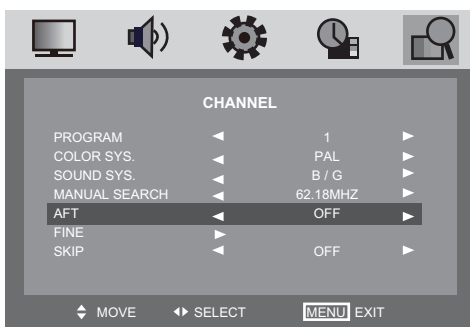 CHANNEL
PROGRAM 1
COLOR SYS. PAL
SOUND SYS. B / G
MANUAL SEARCH 62.18MHZ
AFT OFF
FINE
SKIP OFF
MOVE SELECT MENU EXIT